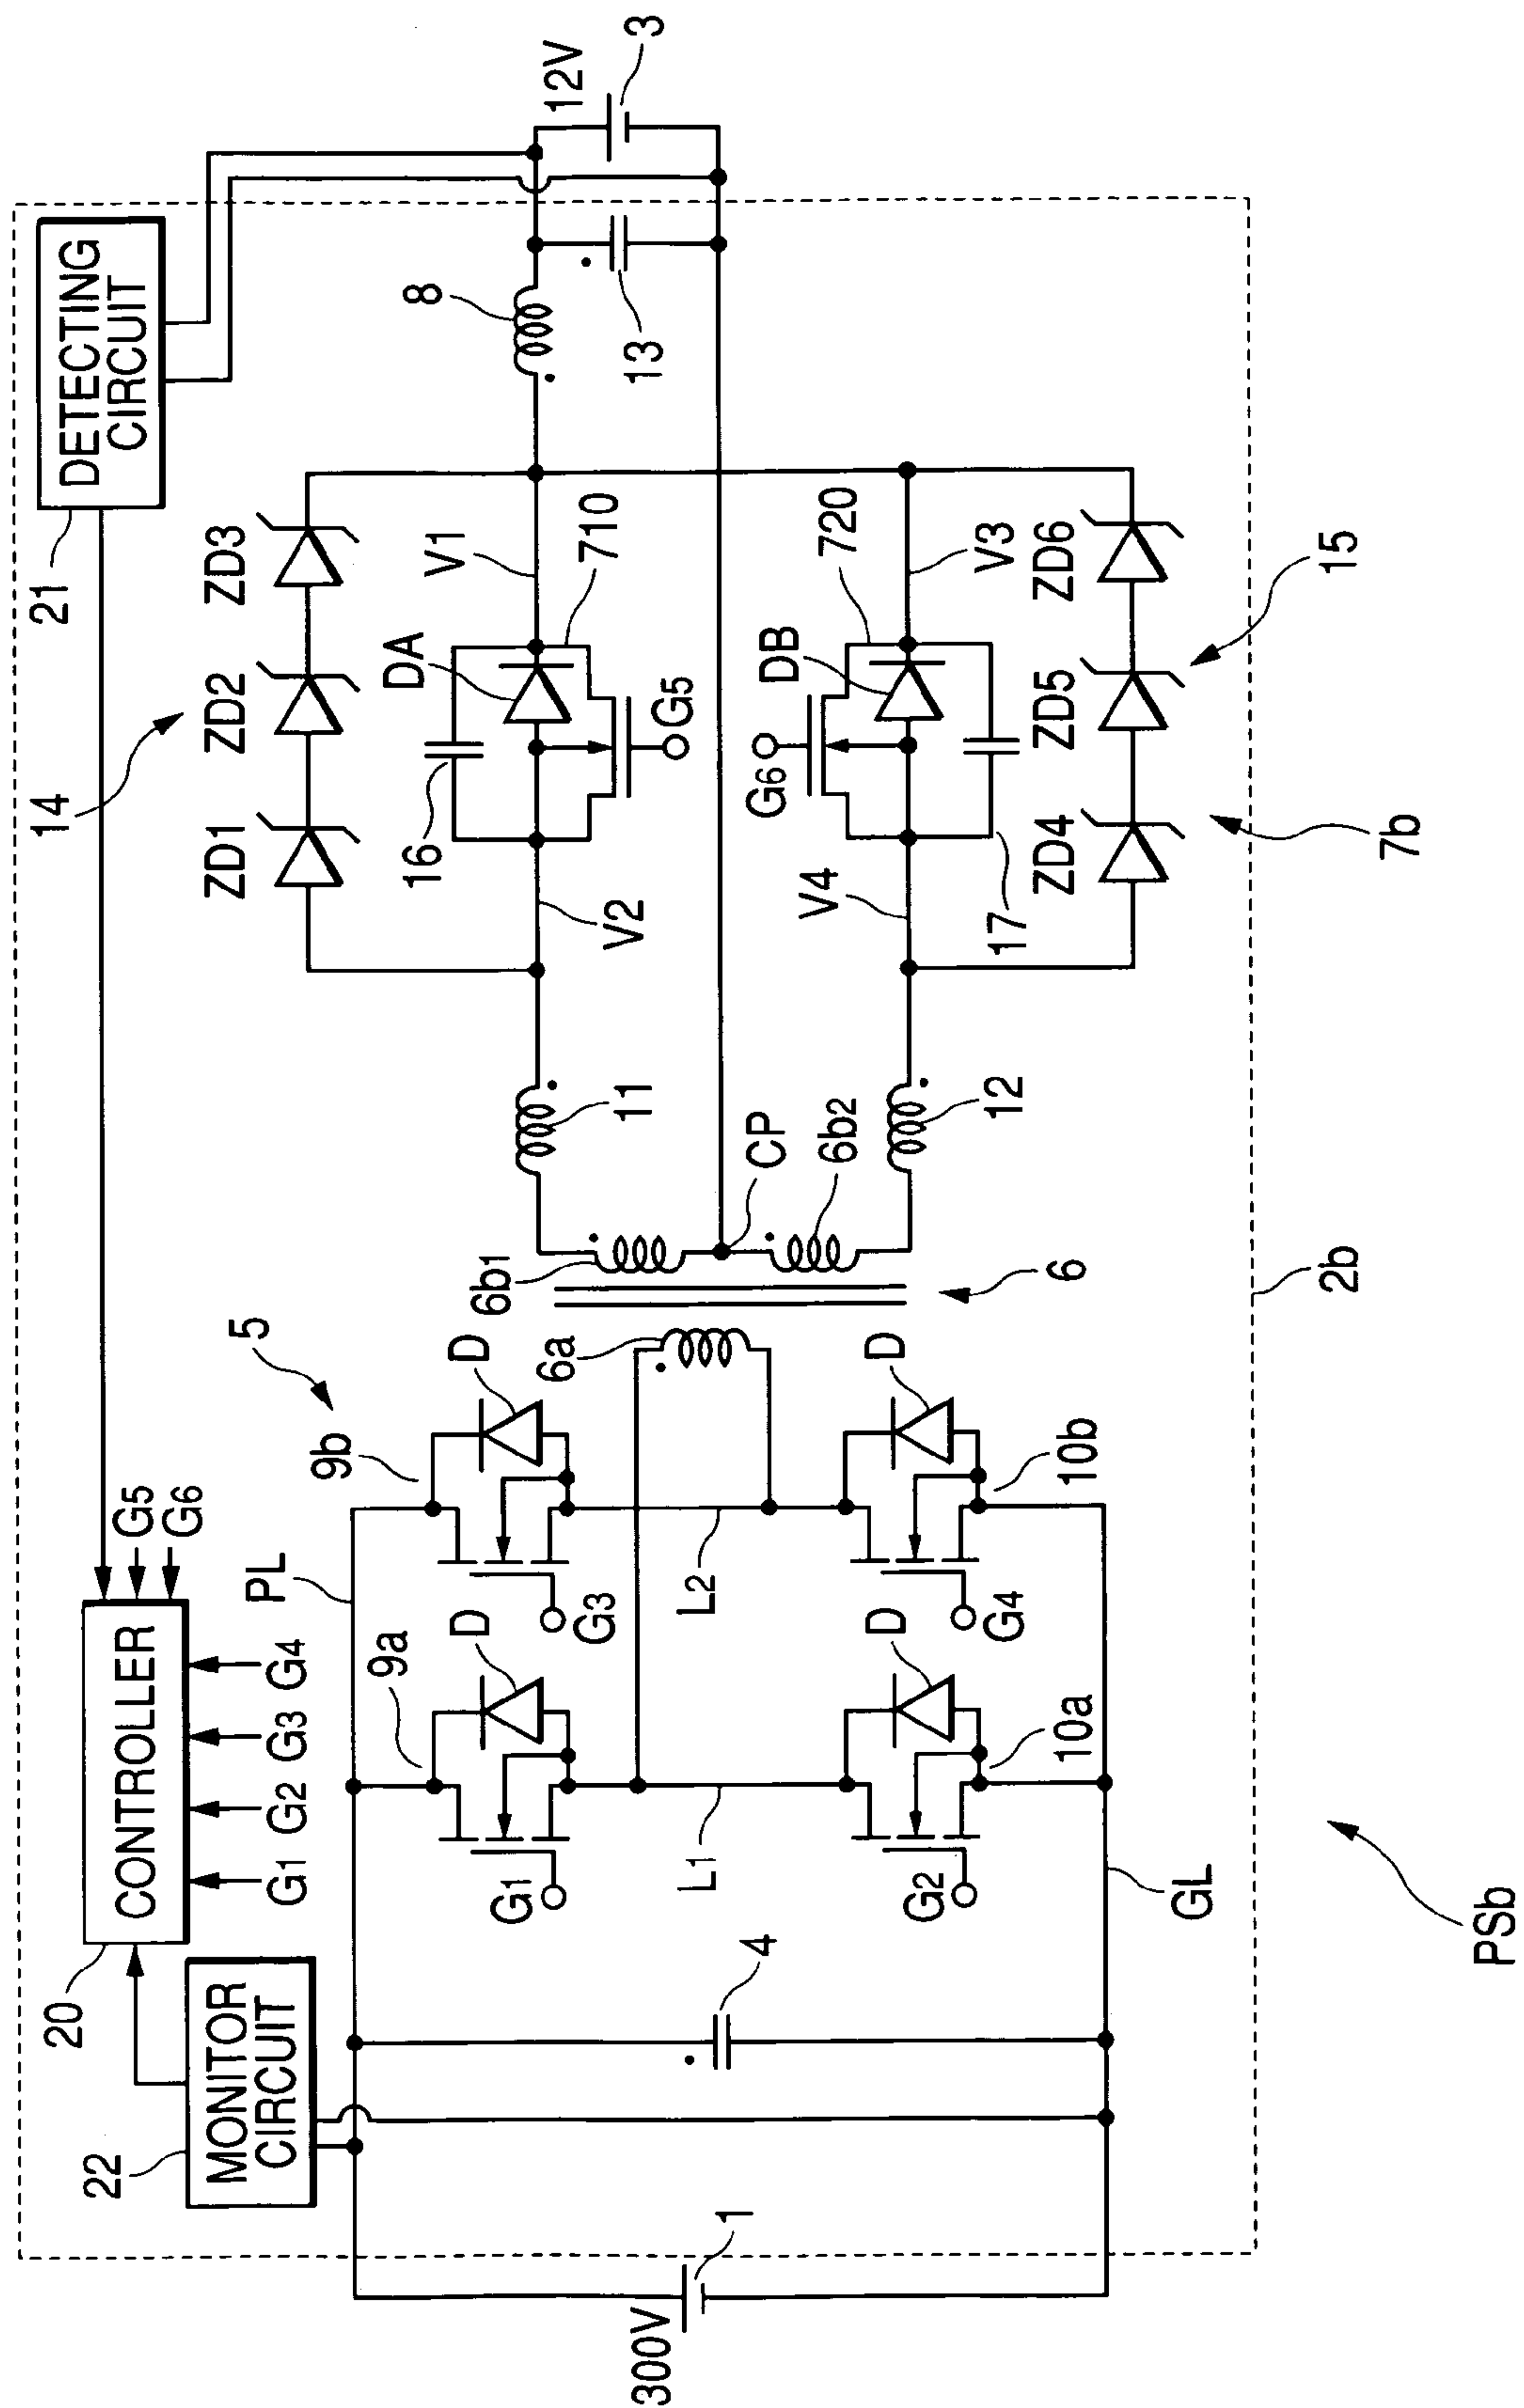 DETECTING
CIRCUIT
21
MONITOR
CIRCUIT
22
CONTROLLER
20
G1
G2
G3
G4
G5
G6
14
ZD1
ZD2
ZD3
5
PL
9a
9b
D
D
G1
G3
6b1
11
16
DA
V2
V1
710
G5
8
12V
3
13
300V
1
4
L1
L2
6a
CP
6b2
G6
DB
720
V4
V3
G2
G4
D
D
10a
10b
GL
6
12
17
ZD4
ZD5
ZD6
15
7b
2b
PSb